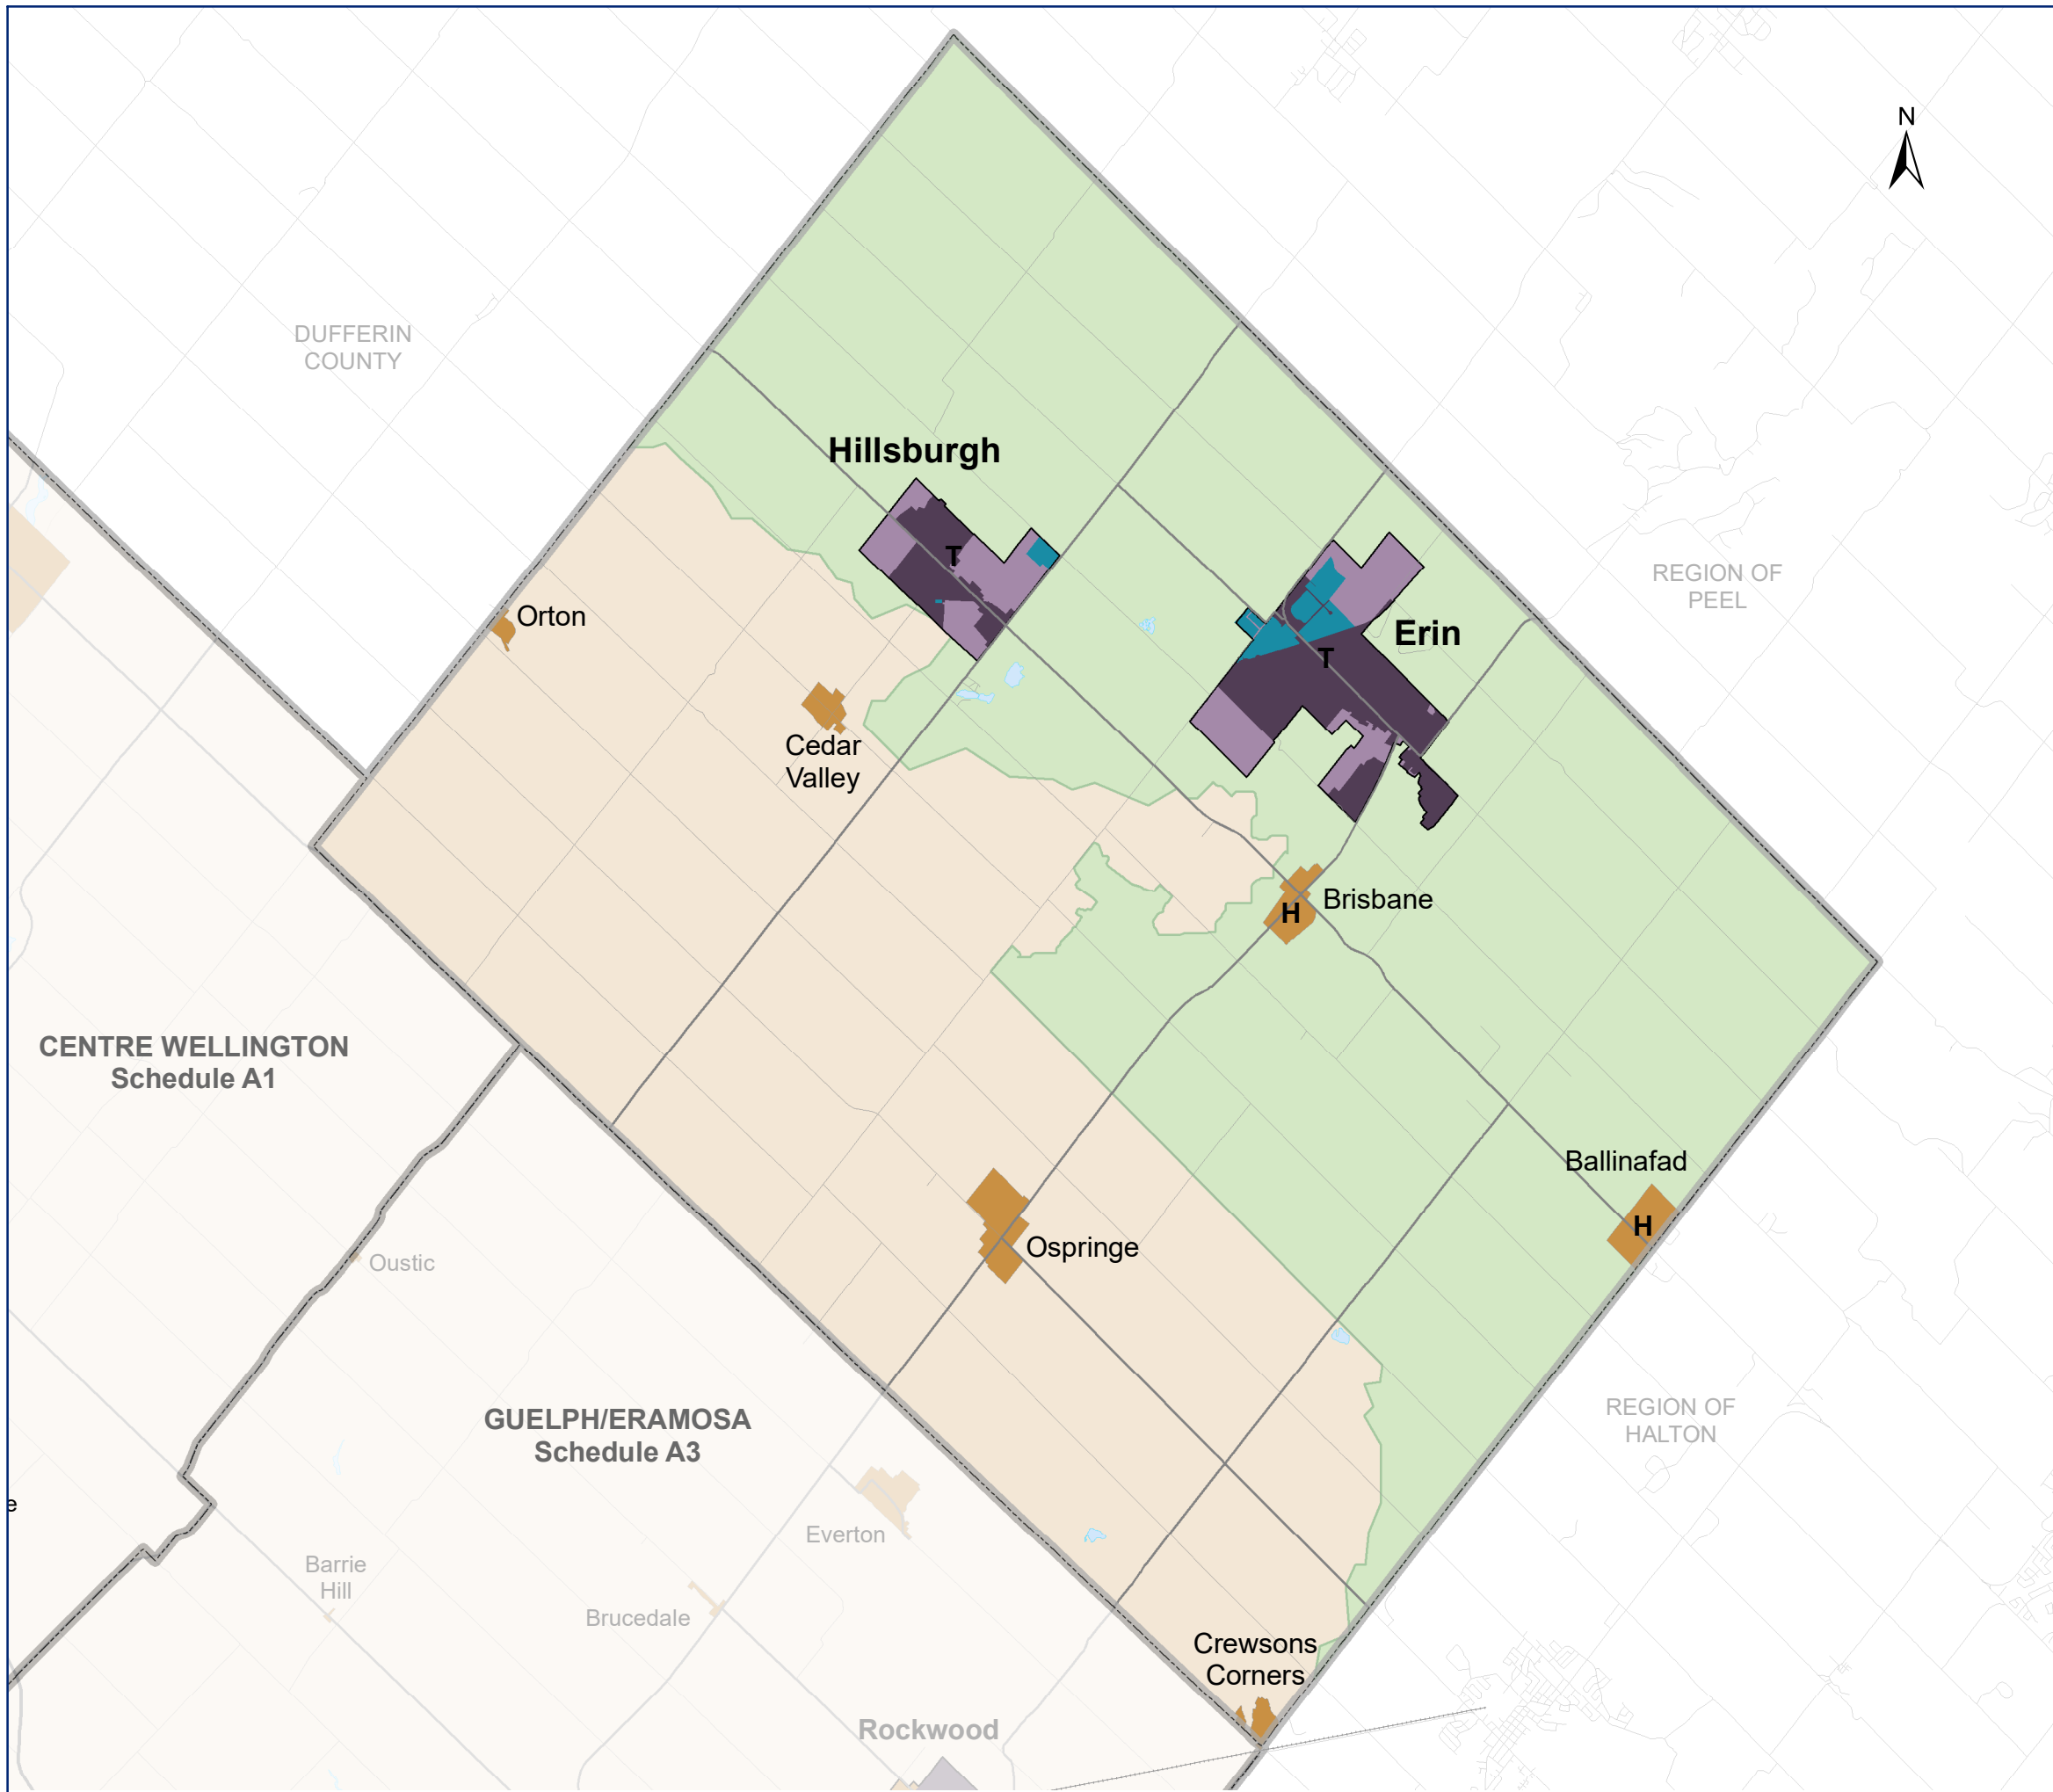 N
DUFFERIN
COUNTY
Hillsburgh
T
REGION OF
PEEL
Orton
Erin
T
Cedar
Valley
Brisbane
H
CENTRE WELLINGTON
Schedule A1
Ballinafad
H
Oustic
Ospringe
GUELPH/ERAMOSA
Schedule A3
REGION OF
HALTON
e
Everton
Barrie
Hill
Brucedale
Crewsons
Corners
Rockwood